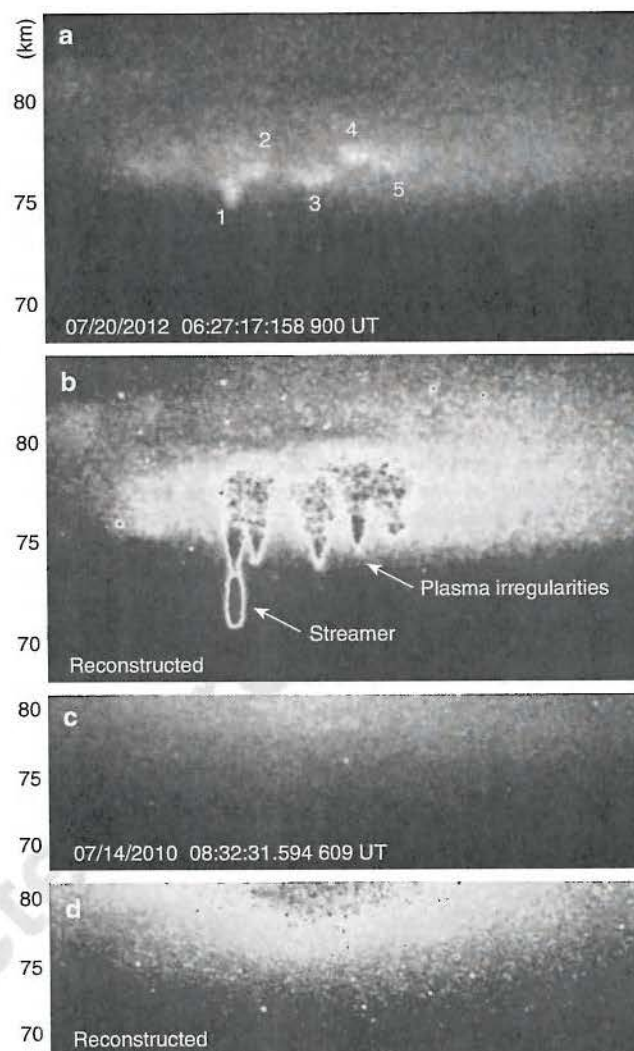 (km)
a
80
75
70
1
2
3
4
5
07/20/2012 06:27:17:158 900 UT
b
80
75
70
Plasma irregularities
Streamer
Reconstructed
c
80
75
70
07/14/2010 08:32:31.594 609 UT
d
80
75
70
Reconstructed